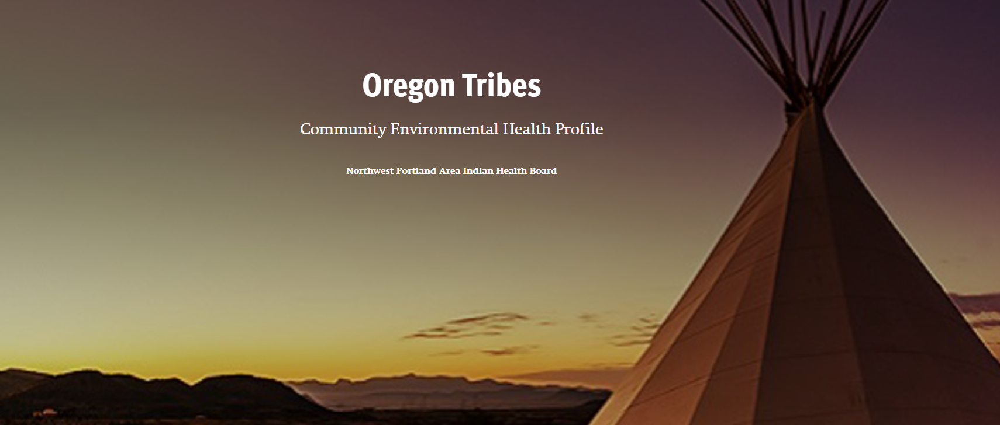 Oregon Tribes
Community Environmental Health Profile
Northwest Portland Area Indian Health Board